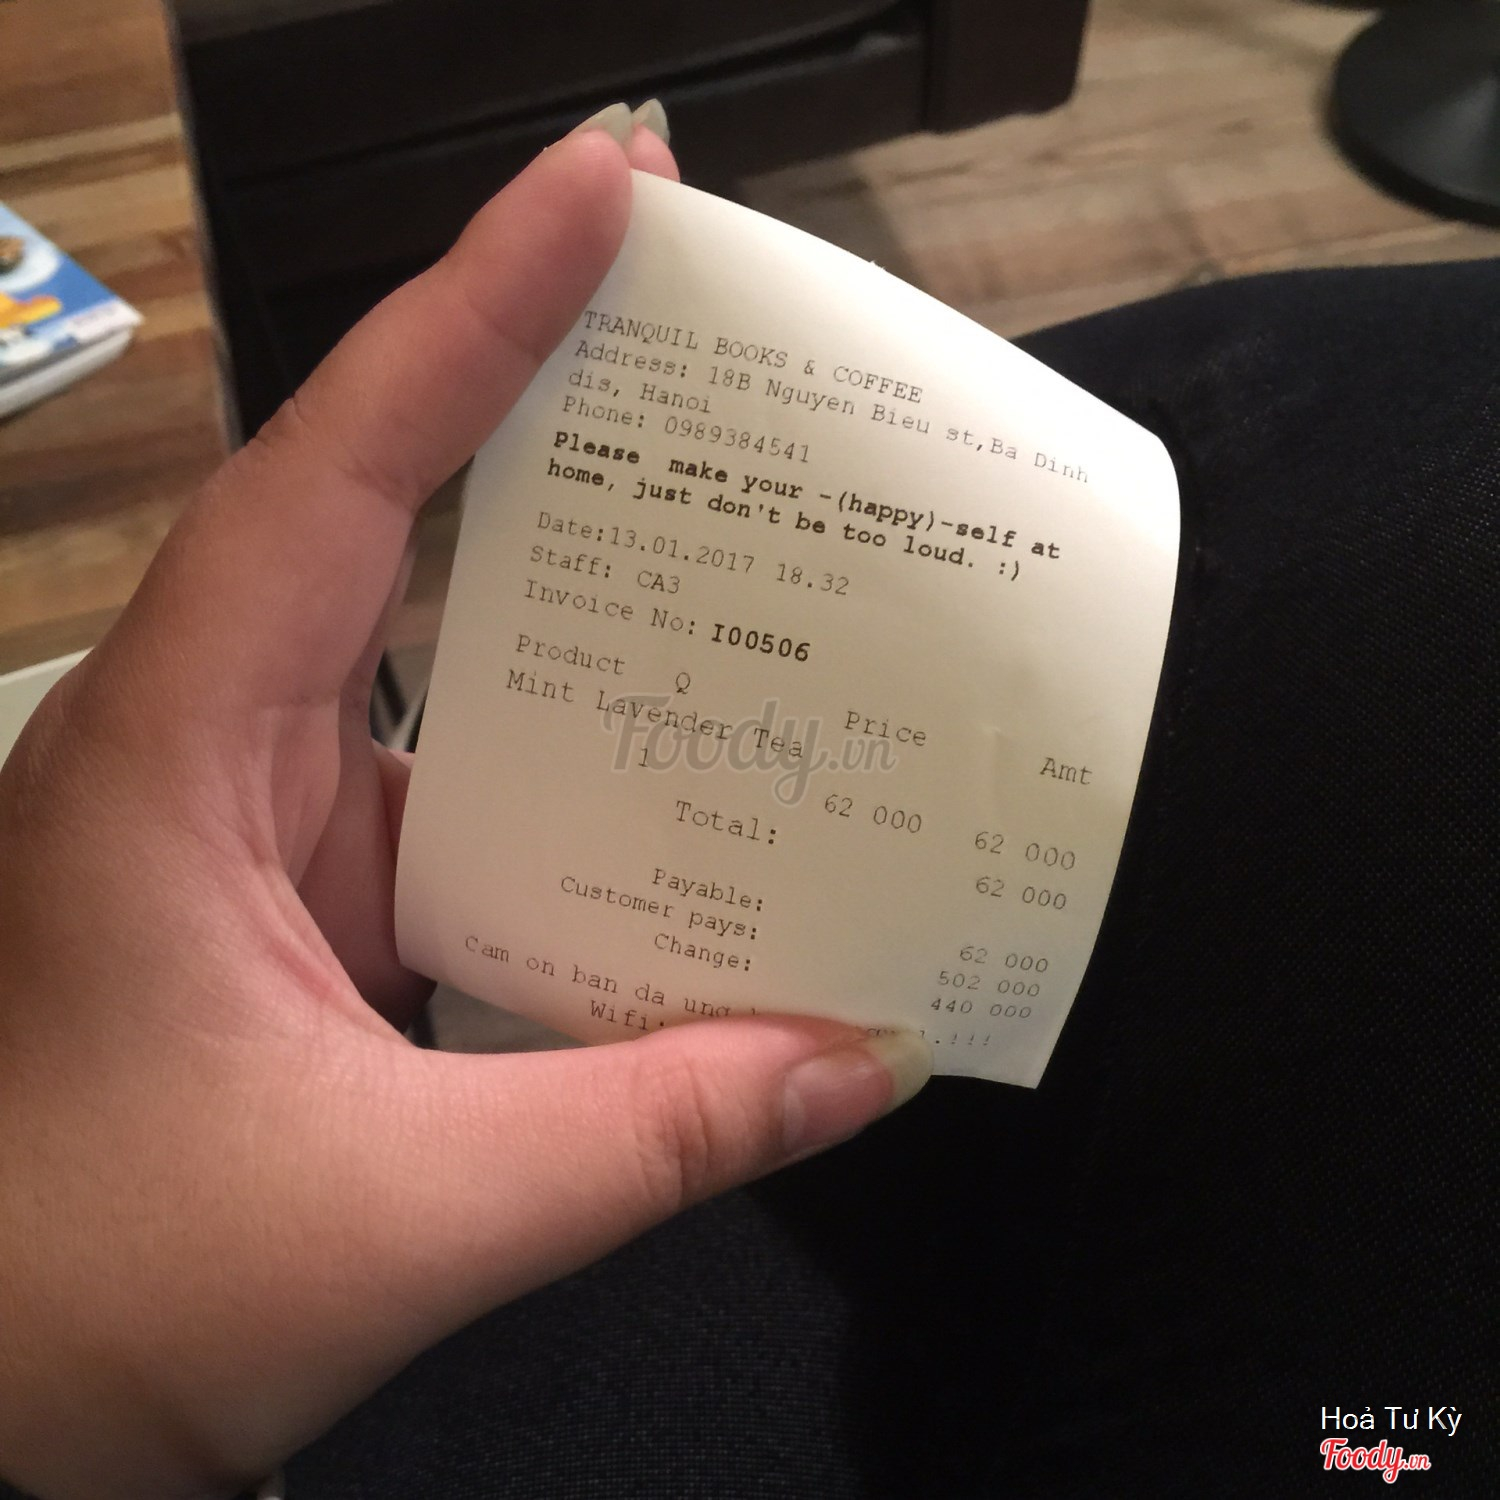 TRANQUIL BOOKS & COFFEE
Address: 18B Nguyen Bieu st,Ba Dinh
dis, Hanoi
Phone: 0989384541
Please make your -(happy)-self at
home, just don't be too loud. :)
Date:13.01.2017 18.32
Staff: CA3
Invoice No: I00506
Product Q Price Amt
Mint Lavender Tea
1 62 000 62 000
Total: 62 000
Payable: 62 000
Customer pays: 502 000
Change: 440 000
Cam on ban da ung
Wifi:
Foody.vn
Hoả Tư Kỳ
Foody.vn